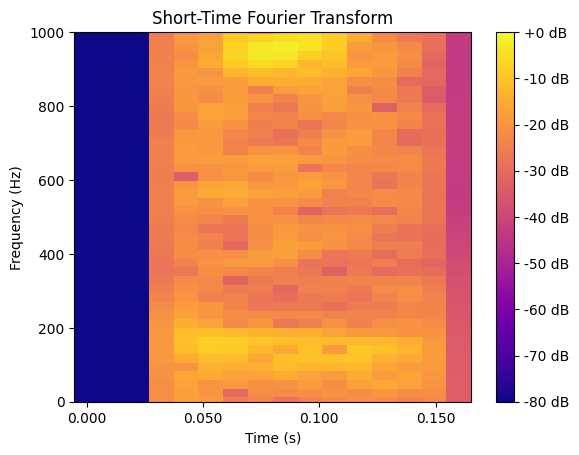 Short-Time Fourier Transform
1000
800
600
400
200
0
Frequency (Hz)
0.000
0.050
0.100
0.150
Time (s)
+0 dB
-10 dB
-20 dB
-30 dB
-40 dB
-50 dB
-60 dB
-70 dB
-80 dB